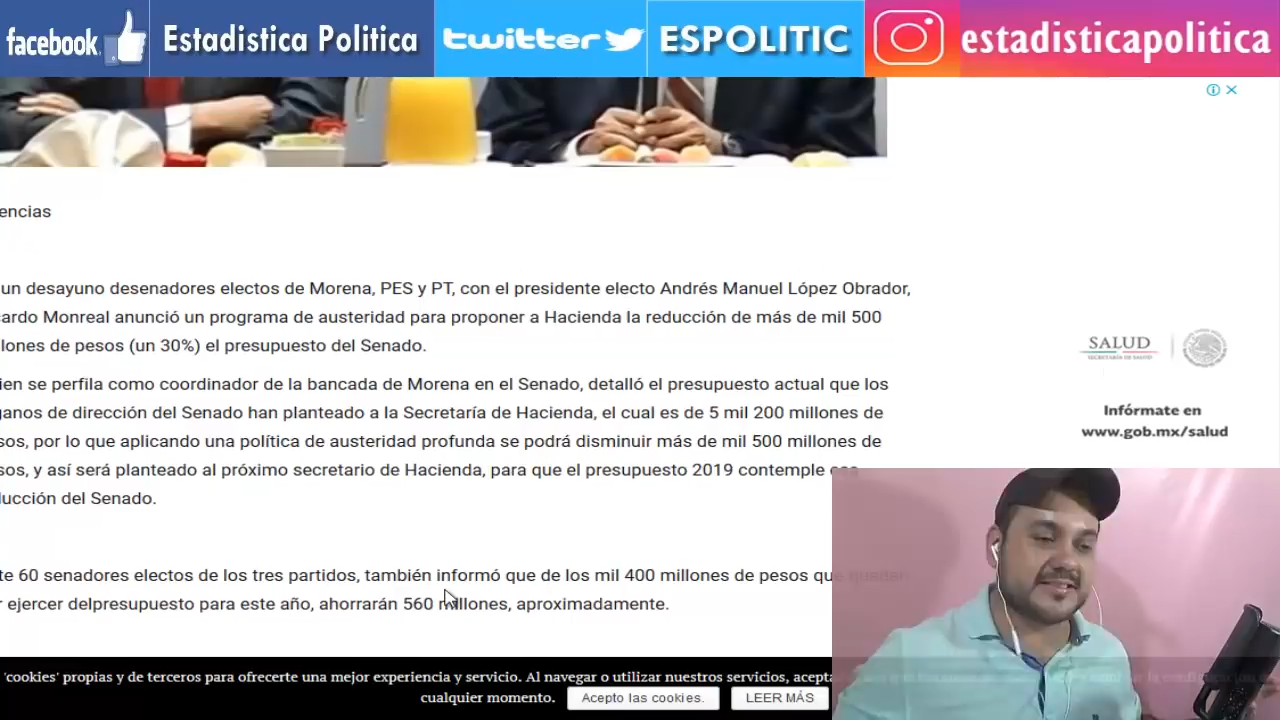 facebook Estadistica Politica twitter ESPOLITIC estadisticapolitica
encias
un desayuno desenadores electos de Morena, PES y PT, con el presidente electo Andrés Manuel López Obrador,
cardo Monreal anunció un programa de austeridad para proponer a Hacienda la reducción de más de mil 500
llones de pesos (un 30%) el presupuesto del Senado.
ien se perfila como coordinador de la bancada de Morena en el Senado, detalló el presupuesto actual que los
ganos de dirección del Senado han planteado a la Secretaría de Hacienda, el cual es de 5 mil 200 millones de
sos, por lo que aplicando una política de austeridad profunda se podrá disminuir más de mil 500 millones de
sos, y así será planteado al próximo secretario de Hacienda, para que el presupuesto 2019 contemple
ducción del Senado.
te 60 senadores electos de los tres partidos, también informó que de los mil 400 millones de pesos que quedan
r ejercer delpresupuesto para este año, ahorrarán 560 millones, aproximadamente.
SALUD
SECRETARÍA DE SALUD
Infórmate en
www.gob.mx/salud
'cookies' propias y de terceros para ofrecerte una mejor experiencia y servicio. Al navegar o utilizar nuestros servicios, acepta
cualquier momento. Acepto las cookies. LEER MÁS